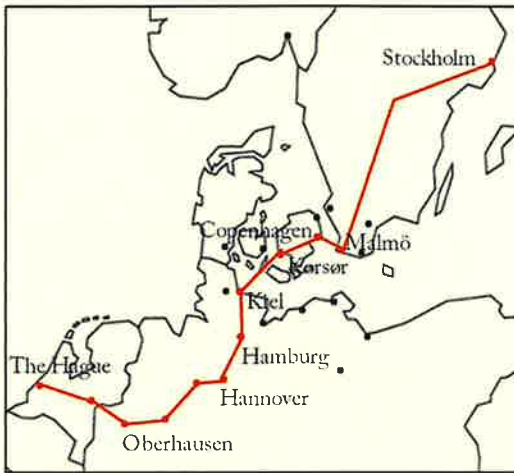 Stockholm
Copenhagen
Malmö
Korsør
Kiel
Hamburg
The Hague
Hannover
Oberhausen